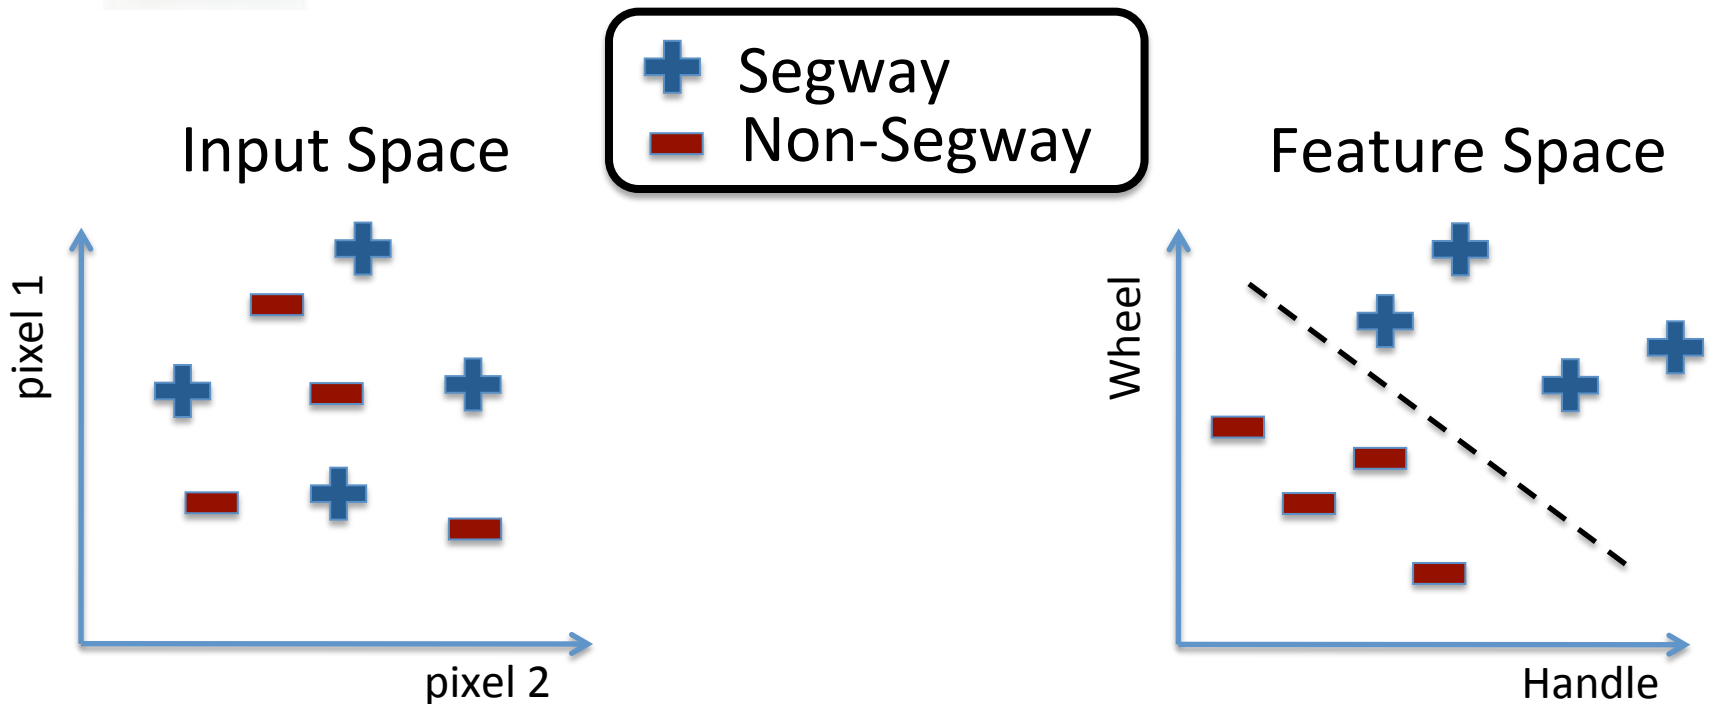 Segway
Non-Segway
Input Space
pixel 1
pixel 2
Feature Space
Wheel
Handle